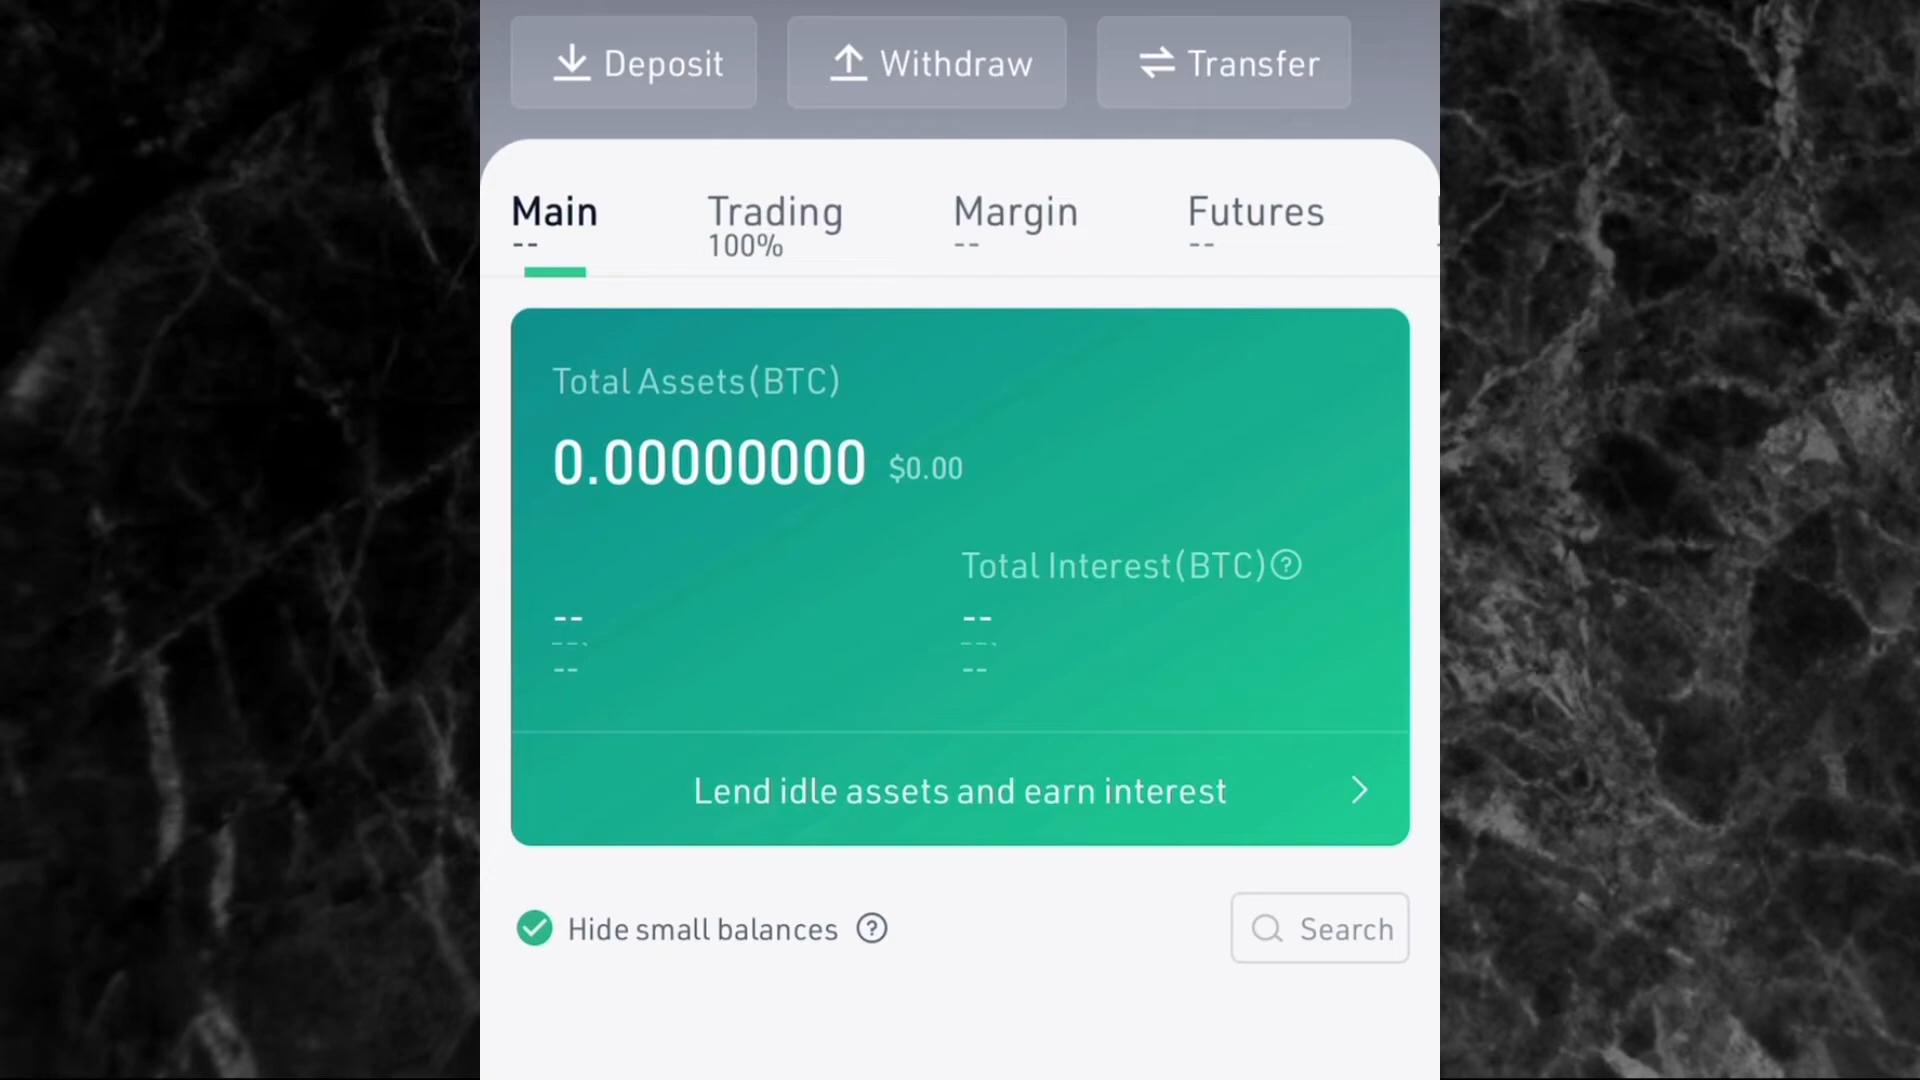 Deposit Withdraw Transfer
Main Trading Margin Futures
-- 100% -- --
Total Assets(BTC)
0.00000000 $0.00
Total Interest(BTC)
-- --
-- --
Lend idle assets and earn interest
Hide small balances Search